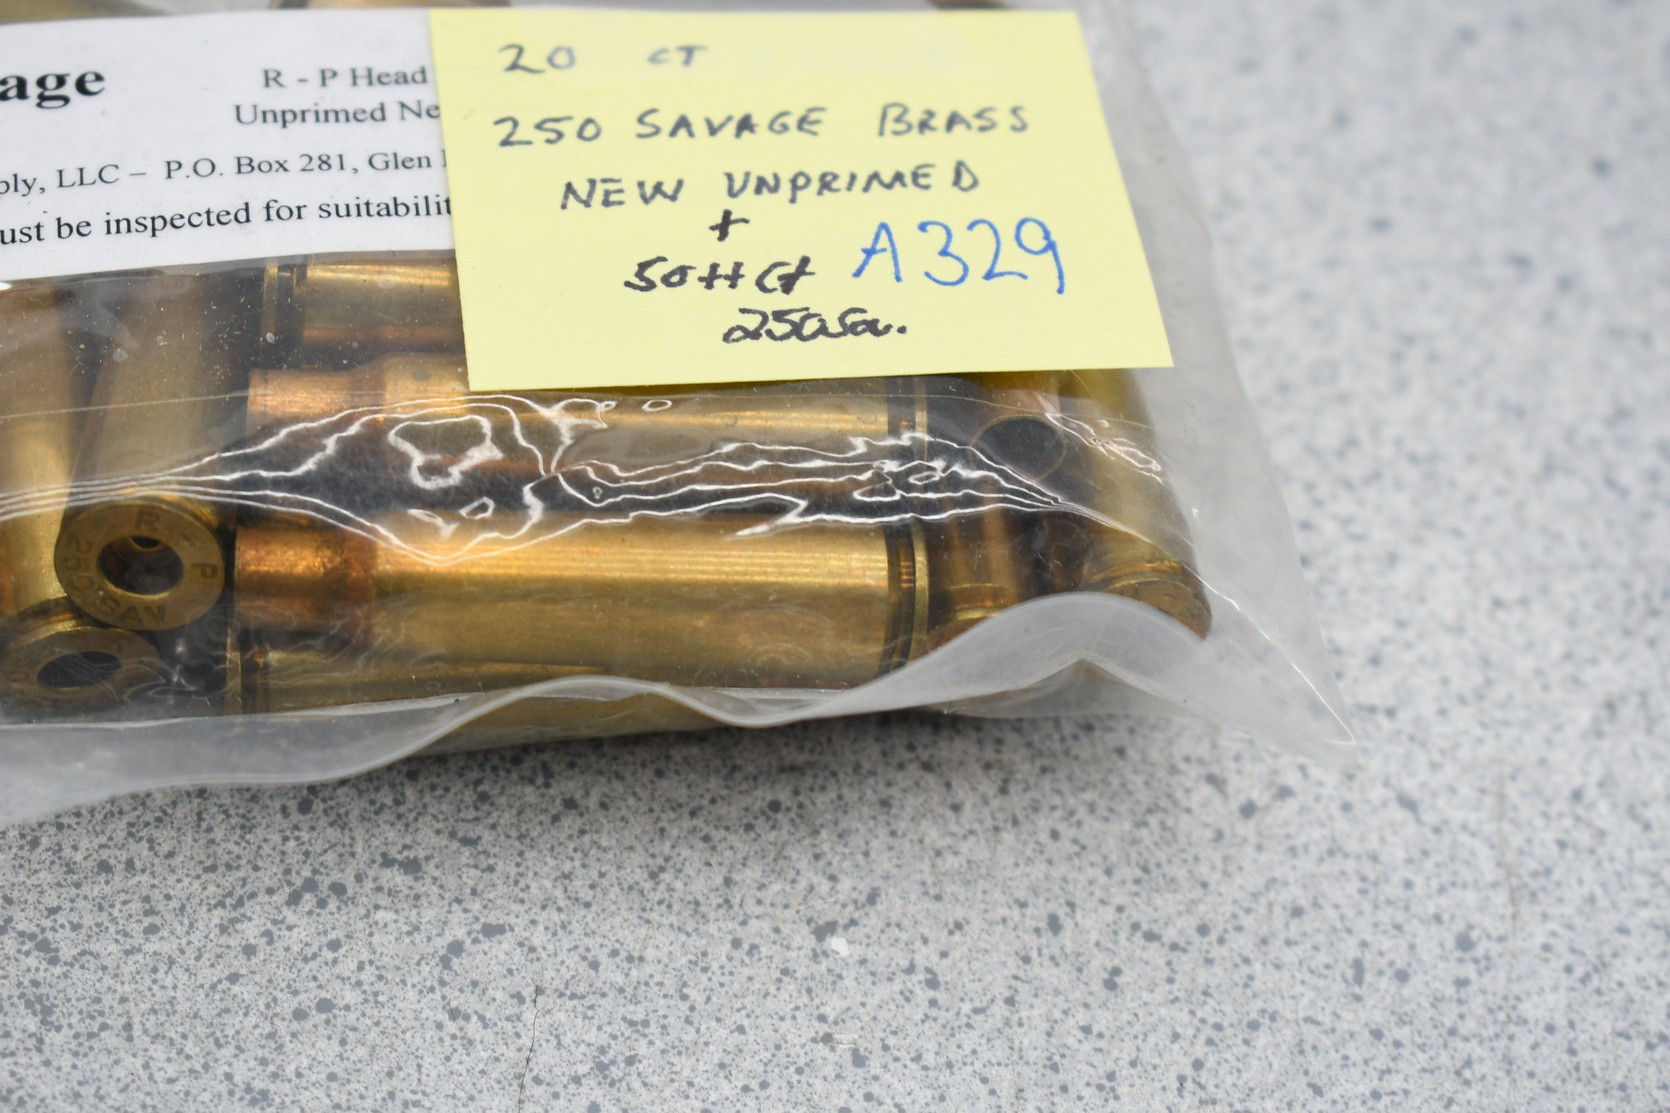 age
R - P Head
Unprimed Ne
ply, LLC – P.O. Box 281, Glen
ust be inspected for suitabilit
20 CT
250 SAVAGE BRASS
NEW UNPRIMED
+
50++ Ct
250 Sa.
A329
R P
250 SAV